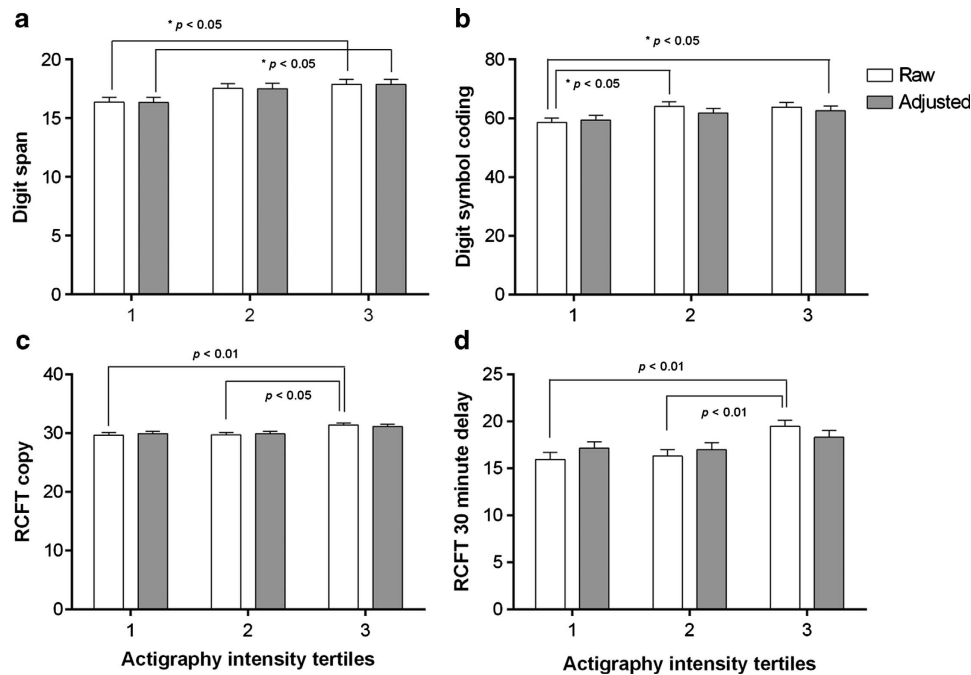 a
* p < 0.05
* p < 0.05
20
15
10
5
0
Digit span
1 2 3
b
* p < 0.05
* p < 0.05
80
60
40
20
0
Digit symbol coding
1 2 3
Raw
Adjusted
c
p < 0.01
p < 0.05
40
30
20
10
0
RCFT copy
1 2 3
Actigraphy intensity tertiles
d
p < 0.01
p < 0.01
25
20
15
10
5
0
RCFT 30 minute delay
1 2 3
Actigraphy intensity tertiles